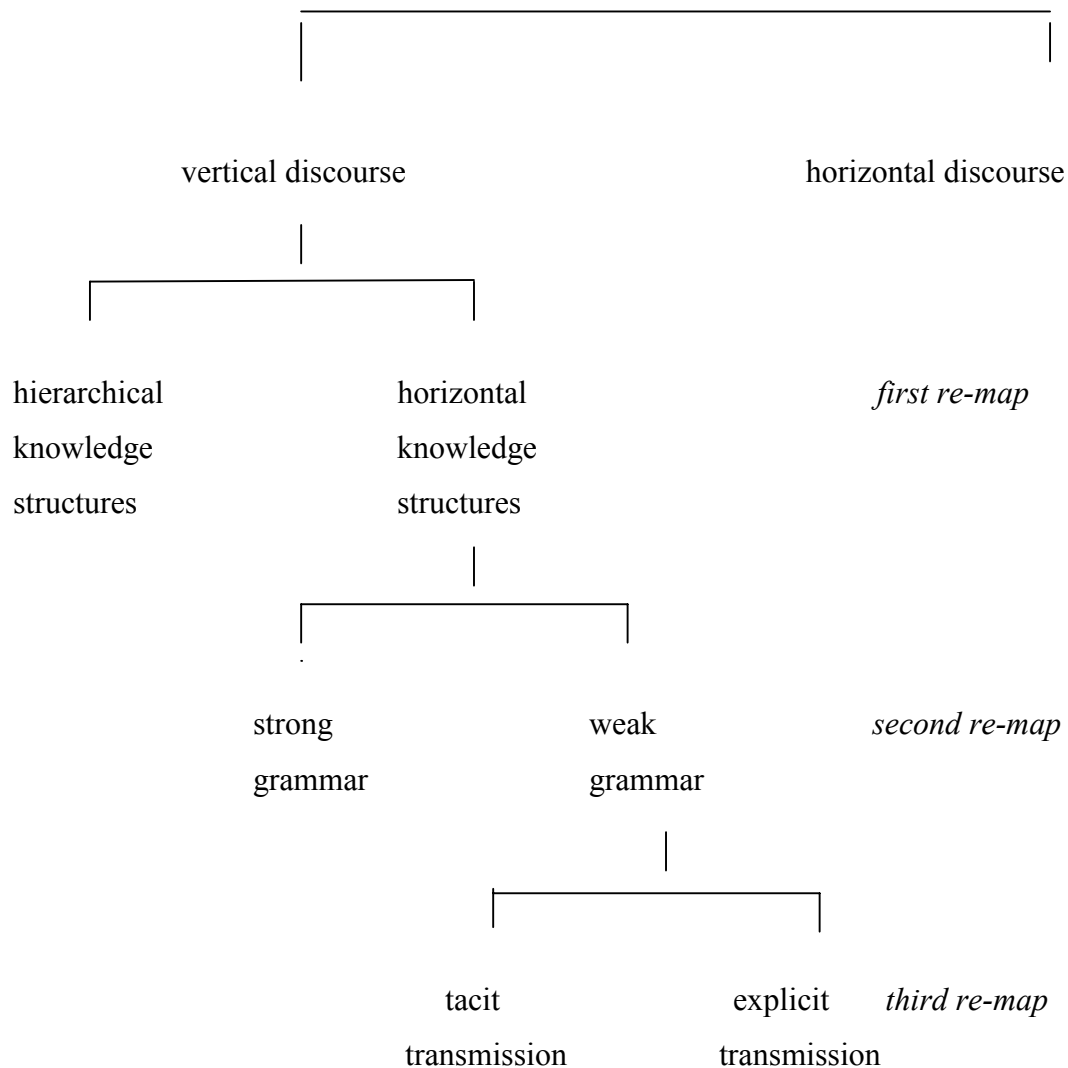 vertical discourse horizontal discourse
hierarchical horizontal first re-map
knowledge knowledge
structures structures
strong weak second re-map
grammar grammar
tacit explicit third re-map
transmission transmission